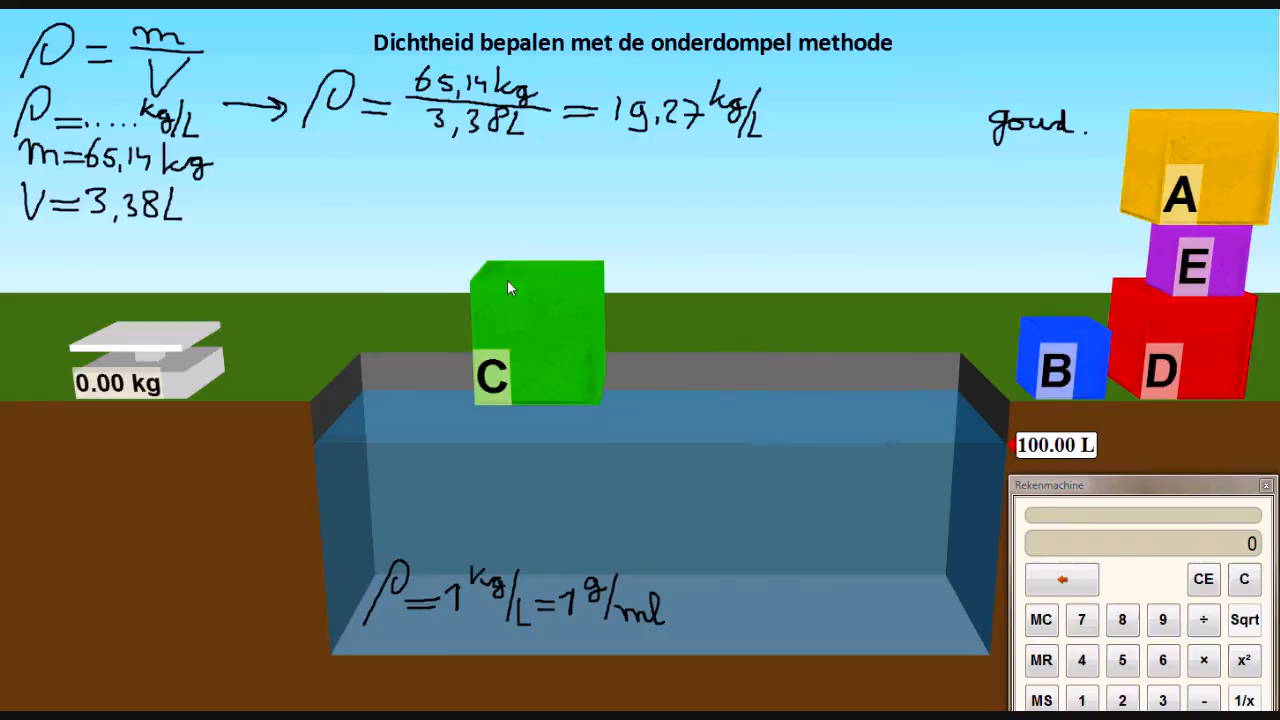 Dichtheid bepalen met de onderdompel methode
ρ = m/V
ρ = ..... kg/L → ρ = 65,14 kg / 3,38L = 19,27 kg/L
m = 65,14 kg
V = 3,38L
goud.
A
E
C
B
D
0.00 kg
100.00 L
ρ = 1 kg/L = 1 g/ml
Rekenmachine x
0
CE C
MC 7 8 9 ÷ Sqrt
MR 4 5 6 × x²
MS 1 2 3 - 1/x